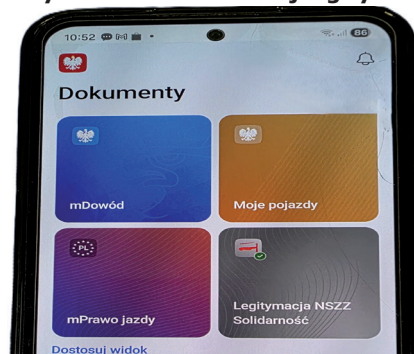 10:52
86
Dokumenty
mDowód
Moje pojazdy
PL
mPrawo jazdy
Legitymacja NSZZ
Solidarność
Dostosuj widok